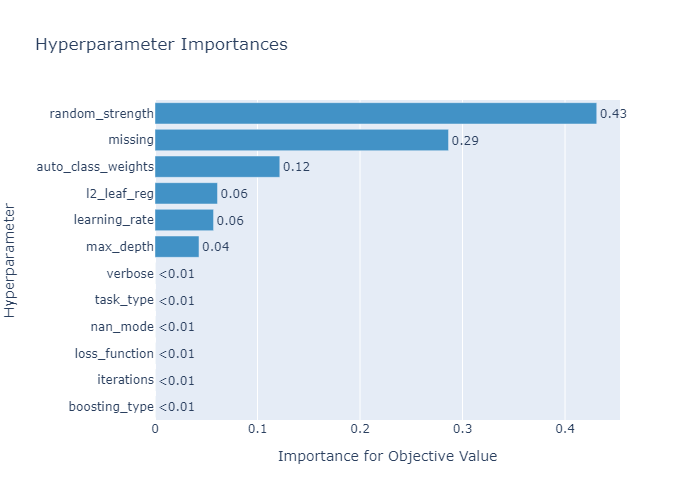 Hyperparameter Importances
Hyperparameter
random_strength 0.43
missing 0.29
auto_class_weights 0.12
l2_leaf_reg 0.06
learning_rate 0.06
max_depth 0.04
verbose <0.01
task_type <0.01
nan_mode <0.01
loss_function <0.01
iterations <0.01
boosting_type <0.01
0 0.1 0.2 0.3 0.4
Importance for Objective Value